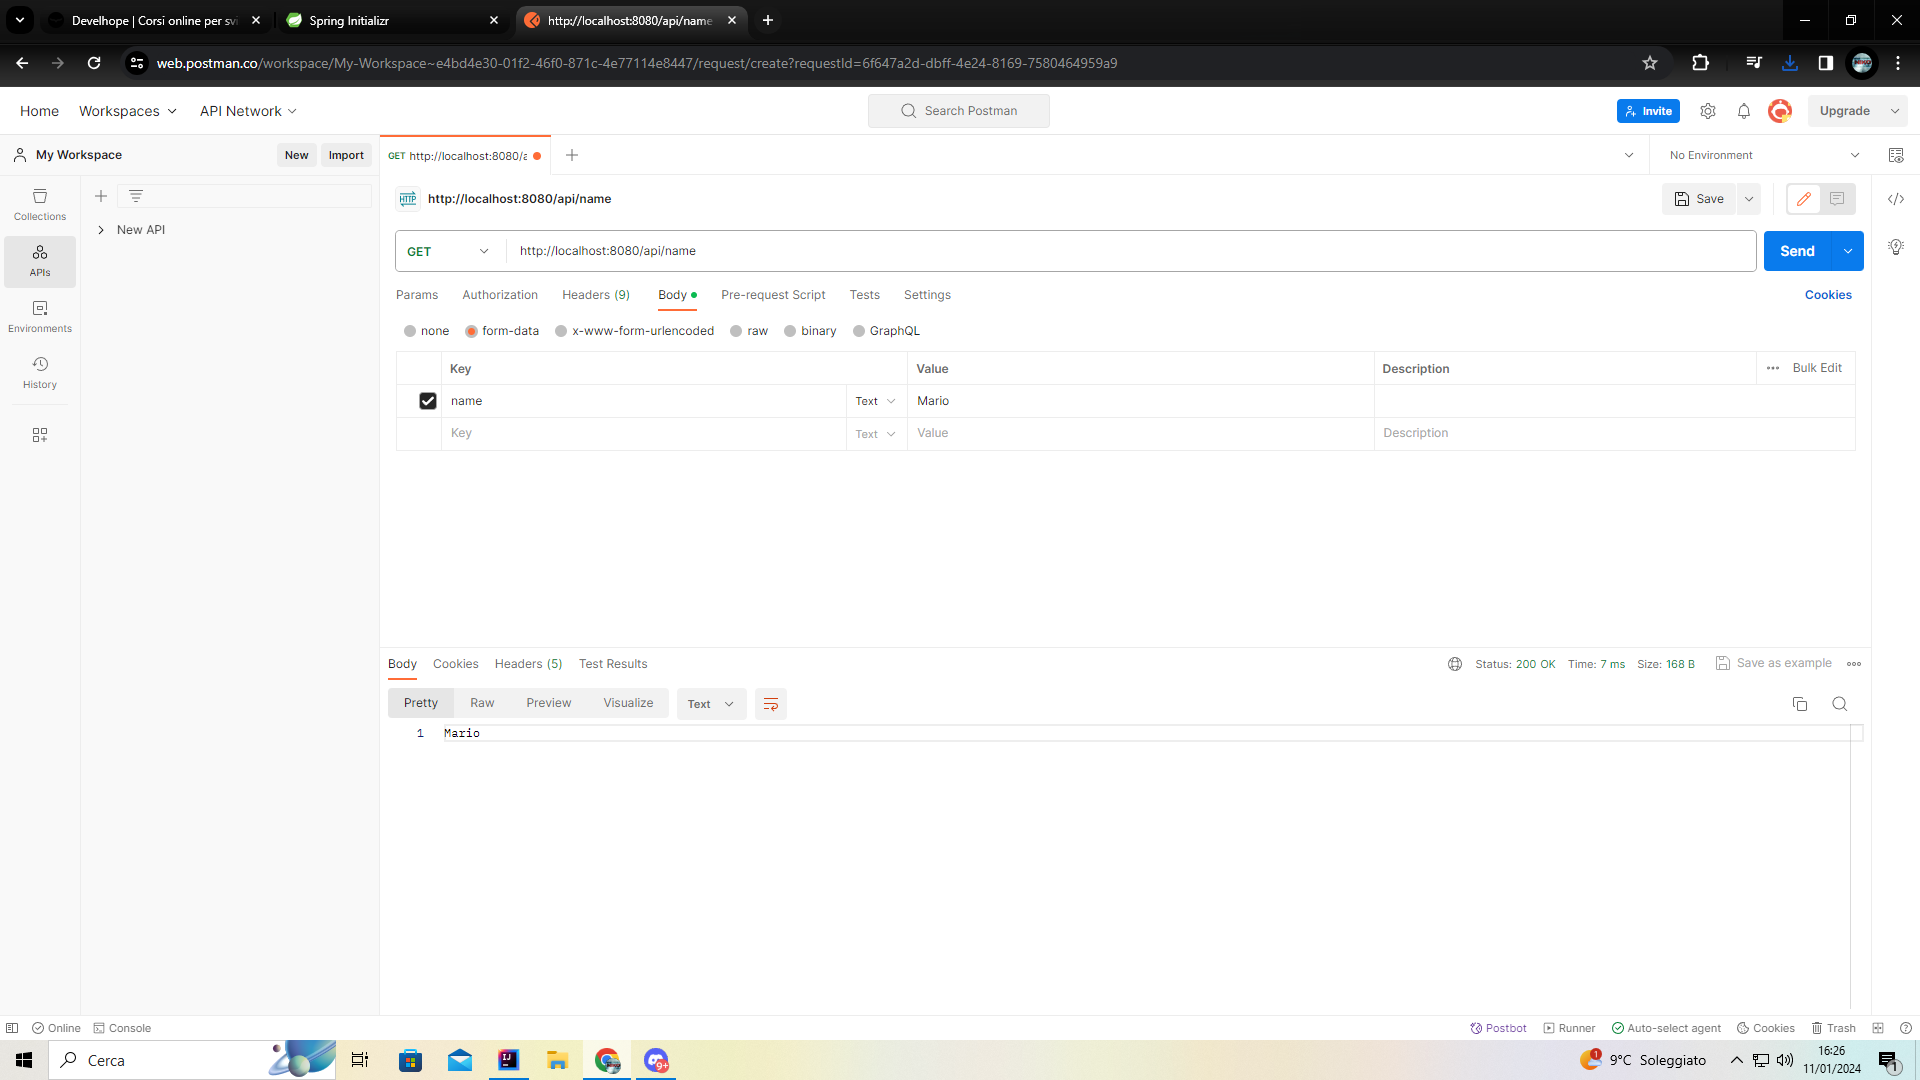 Develhope | Corsi online per svi
Spring Initializr
http://localhost:8080/api/name
web.postman.co/workspace/My-Workspace~e4bd4e30-01f2-46f0-871c-4e77114e8447/request/create?requestId=6f647a2d-dbff-4e24-8169-7580464959a9
Home
Workspaces
API Network
Search Postman
Invite
Upgrade
My Workspace
New
Import
GET http://localhost:8080/a
No Environment
Collections
New API
HTTP
http://localhost:8080/api/name
Save
APIs
GET
http://localhost:8080/api/name
Send
Environments
Params
Authorization
Headers (9)
Body
Pre-request Script
Tests
Settings
Cookies
History
none
form-data
x-www-form-urlencoded
raw
binary
GraphQL
Key
Value
Description
Bulk Edit
name
Text
Mario
Key
Text
Value
Description
Body
Cookies
Headers (5)
Test Results
Status: 200 OK
Time: 7 ms
Size: 168 B
Save as example
Pretty
Raw
Preview
Visualize
Text
1
Mario
Online
Console
Postbot
Runner
Auto-select agent
Cookies
Trash
Cerca
IJ
9+
1
9°C Soleggiato
16:26
11/01/2024
1